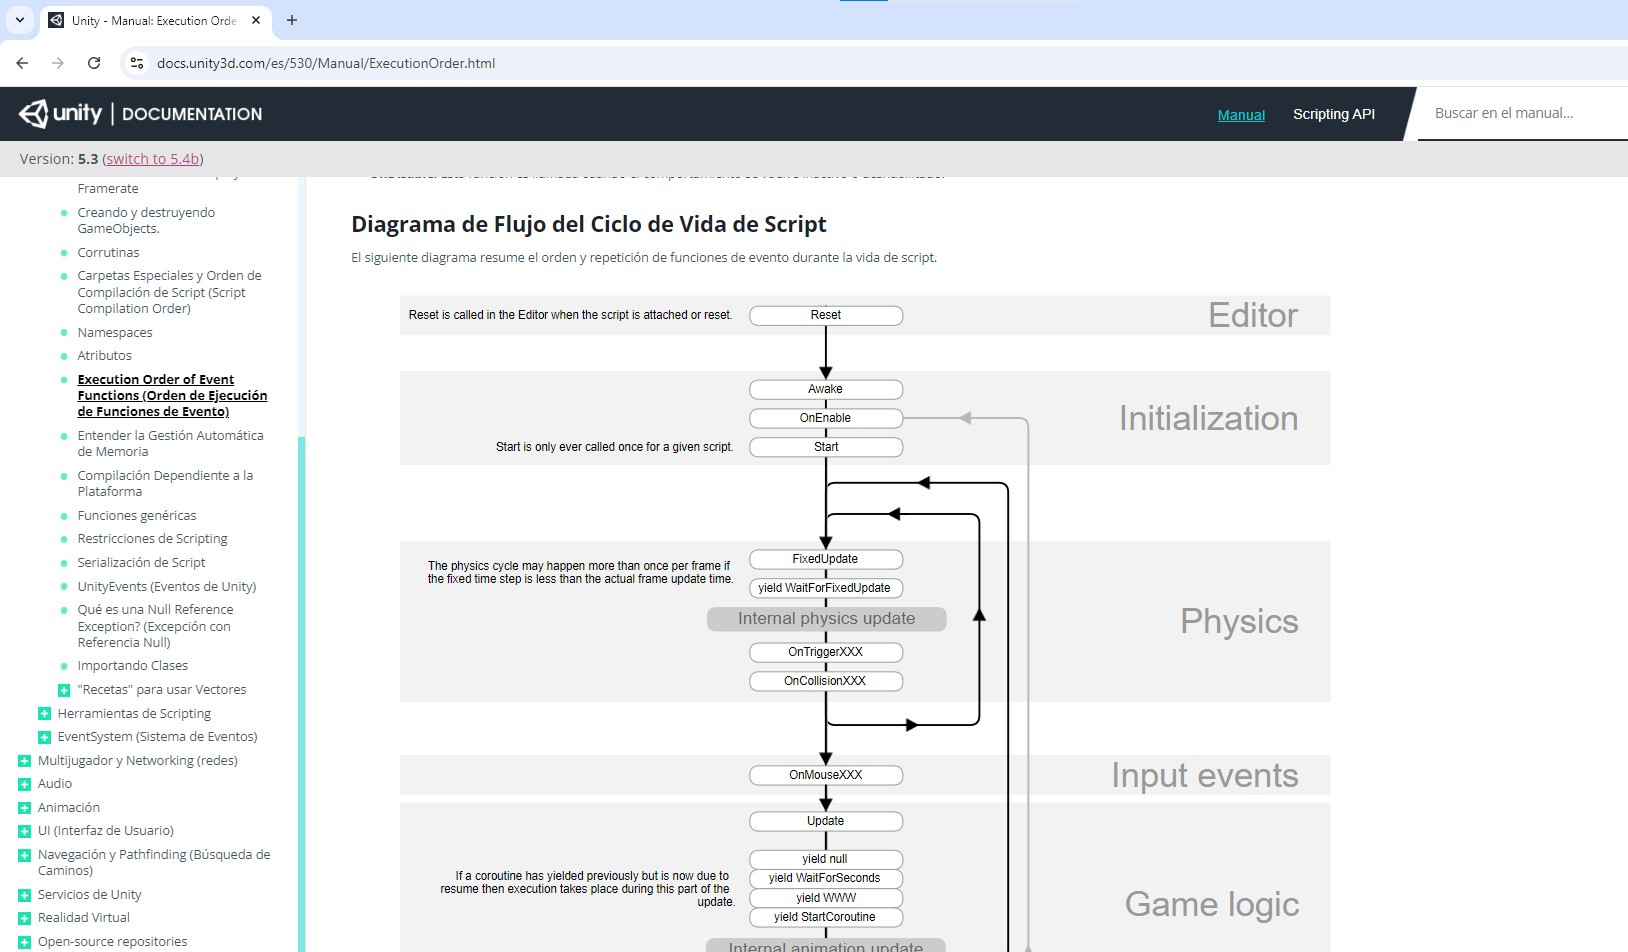 Unity - Manual: Execution Orde
docs.unity3d.com/es/530/Manual/ExecutionOrder.html
unity | DOCUMENTATION
Manual
Scripting API
Buscar en el manual...
Version: 5.3 (switch to 5.4b)
Framerate
Creando y destruyendo
GameObjects.
Corrutinas
Carpetas Especiales y Orden de
Compilación de Script (Script
Compilation Order)
Namespaces
Atributos
Execution Order of Event
Functions (Orden de Ejecución
de Funciones de Evento)
Entender la Gestión Automática
de Memoria
Compilación Dependiente a la
Plataforma
Funciones genéricas
Restricciones de Scripting
Serialización de Script
UnityEvents (Eventos de Unity)
Qué es una Null Reference
Exception? (Excepción con
Referencia Null)
Importando Clases
"Recetas" para usar Vectores
Herramientas de Scripting
EventSystem (Sistema de Eventos)
Multijugador y Networking (redes)
Audio
Animación
UI (Interfaz de Usuario)
Navegación y Pathfinding (Búsqueda de
Caminos)
Servicios de Unity
Realidad Virtual
Open-source repositories
Diagrama de Flujo del Ciclo de Vida de Script
El siguiente diagrama resume el orden y repetición de funciones de evento durante la vida de script.
Reset is called in the Editor when the script is attached or reset.
Reset
Editor
Awake
OnEnable
Initialization
Start is only ever called once for a given script.
Start
FixedUpdate
The physics cycle may happen more than once per frame if
the fixed time step is less than the actual frame update time.
yield WaitForFixedUpdate
Internal physics update
Physics
OnTriggerXXX
OnCollisionXXX
OnMouseXXX
Input events
Update
yield null
If a coroutine has yielded previously but is now due to
resume then execution takes place during this part of the
update.
yield WaitForSeconds
yield WWW
yield StartCoroutine
Game logic
Internal animation update